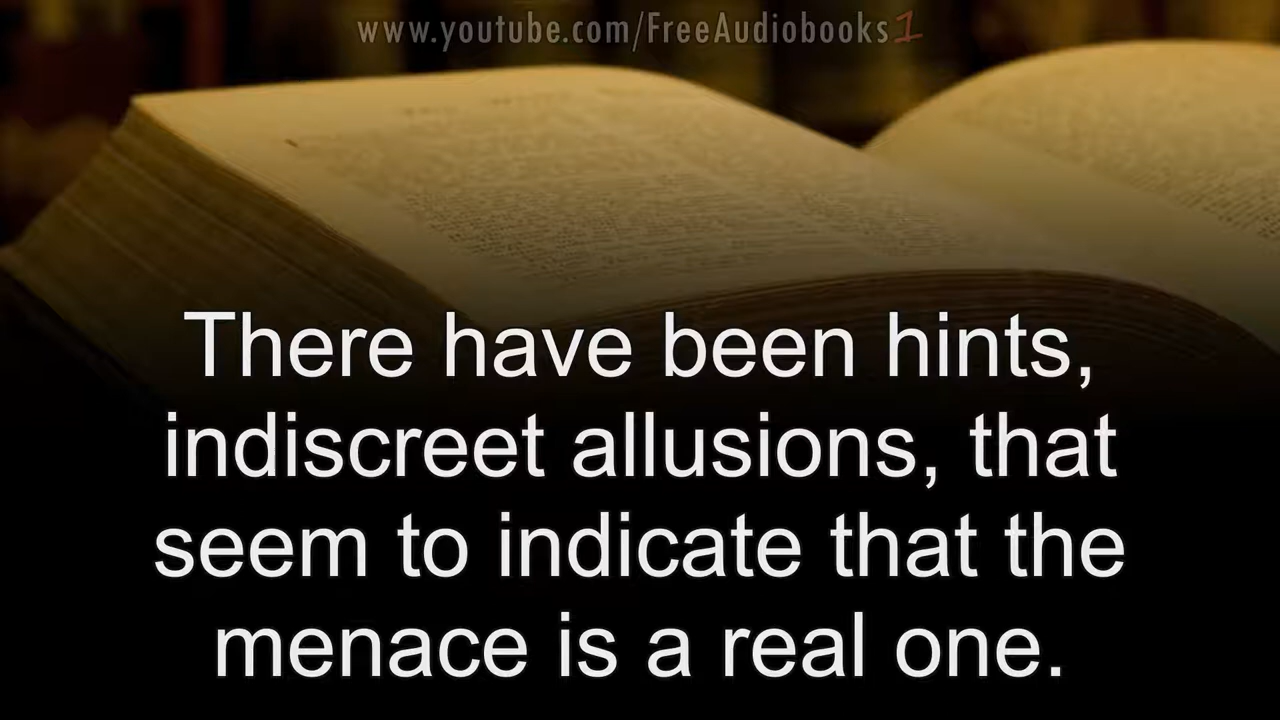 www.youtube.com/FreeAudiobooks1
There have been hints,
indiscreet allusions, that
seem to indicate that the
menace is a real one.